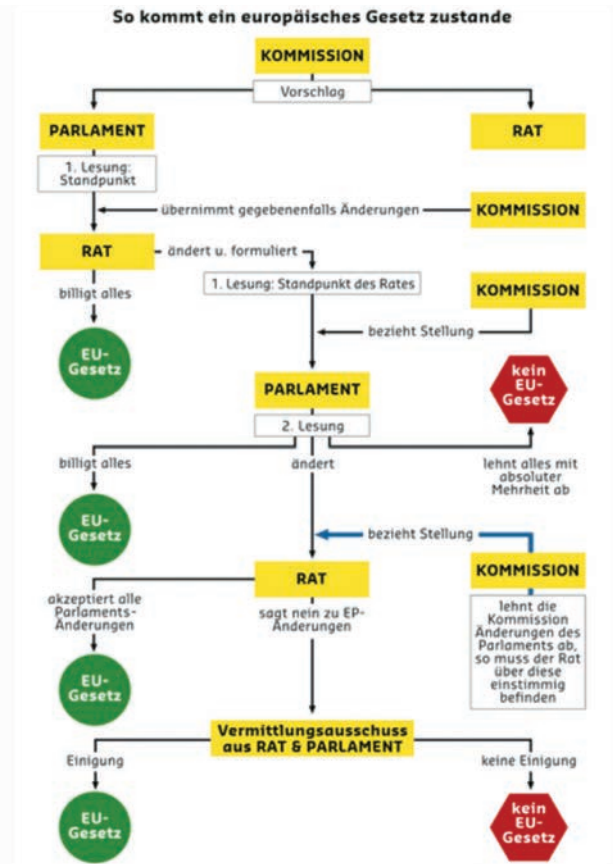 So kommt ein europäisches Gesetz zustande
KOMMISSION
Vorschlag
PARLAMENT
RAT
1. Lesung:
Standpunkt
übernimmt gegebenenfalls Änderungen
KOMMISSION
RAT
ändert u. formuliert
billigt alles
1. Lesung: Standpunkt des Rates
KOMMISSION
EU-
Gesetz
bezieht Stellung
PARLAMENT
kein
EU-
Gesetz
2. Lesung
billigt alles
ändert
lehnt alles mit
absoluter
Mehrheit ab
EU-
Gesetz
bezieht Stellung
RAT
KOMMISSION
akzeptiert alle
Parlaments-
Änderungen
sagt nein zu EP-
Änderungen
lehnt die
Kommission
Änderungen des
Parlaments ab,
so muss der Rat
über diese
einstimmig
befinden
EU-
Gesetz
Vermittlungsausschuss
aus RAT & PARLAMENT
Einigung
keine Einigung
EU-
Gesetz
kein
EU-
Gesetz